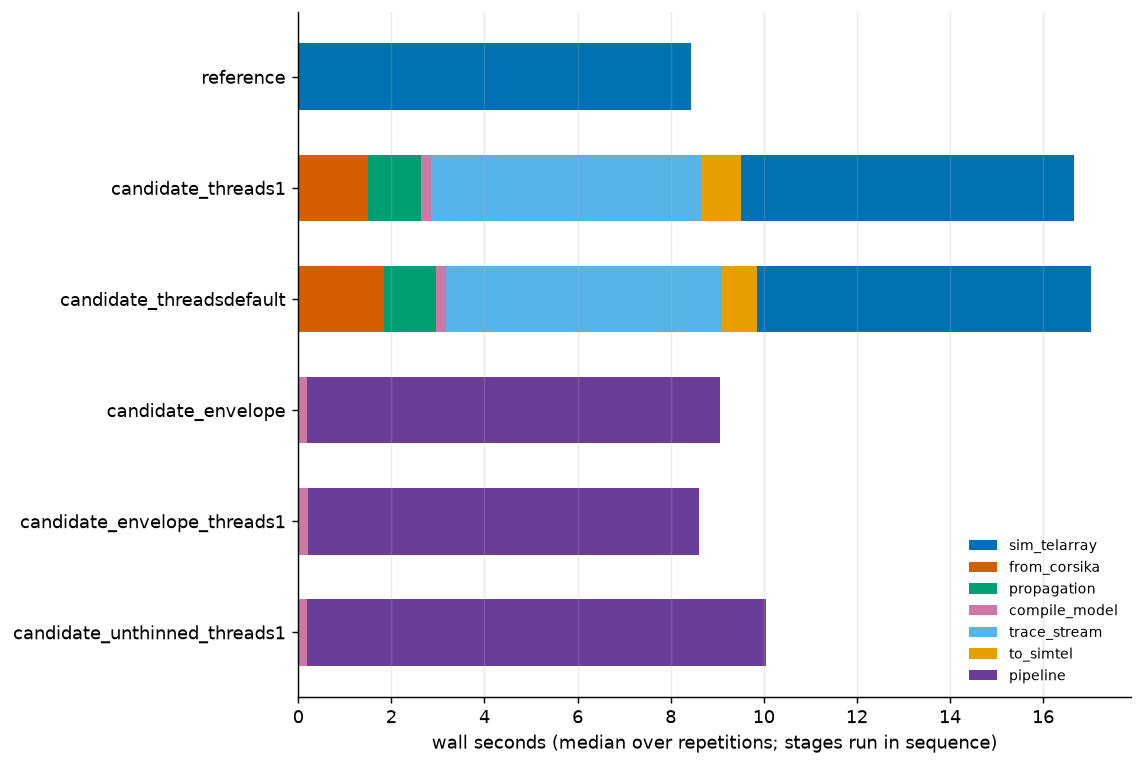 reference
candidate_threads1
candidate_threadsdefault
candidate_envelope
candidate_envelope_threads1
candidate_unthinned_threads1
sim_telarray
from_corsika
propagation
compile_model
trace_stream
to_simtel
pipeline
0 2 4 6 8 10 12 14 16
wall seconds (median over repetitions; stages run in sequence)